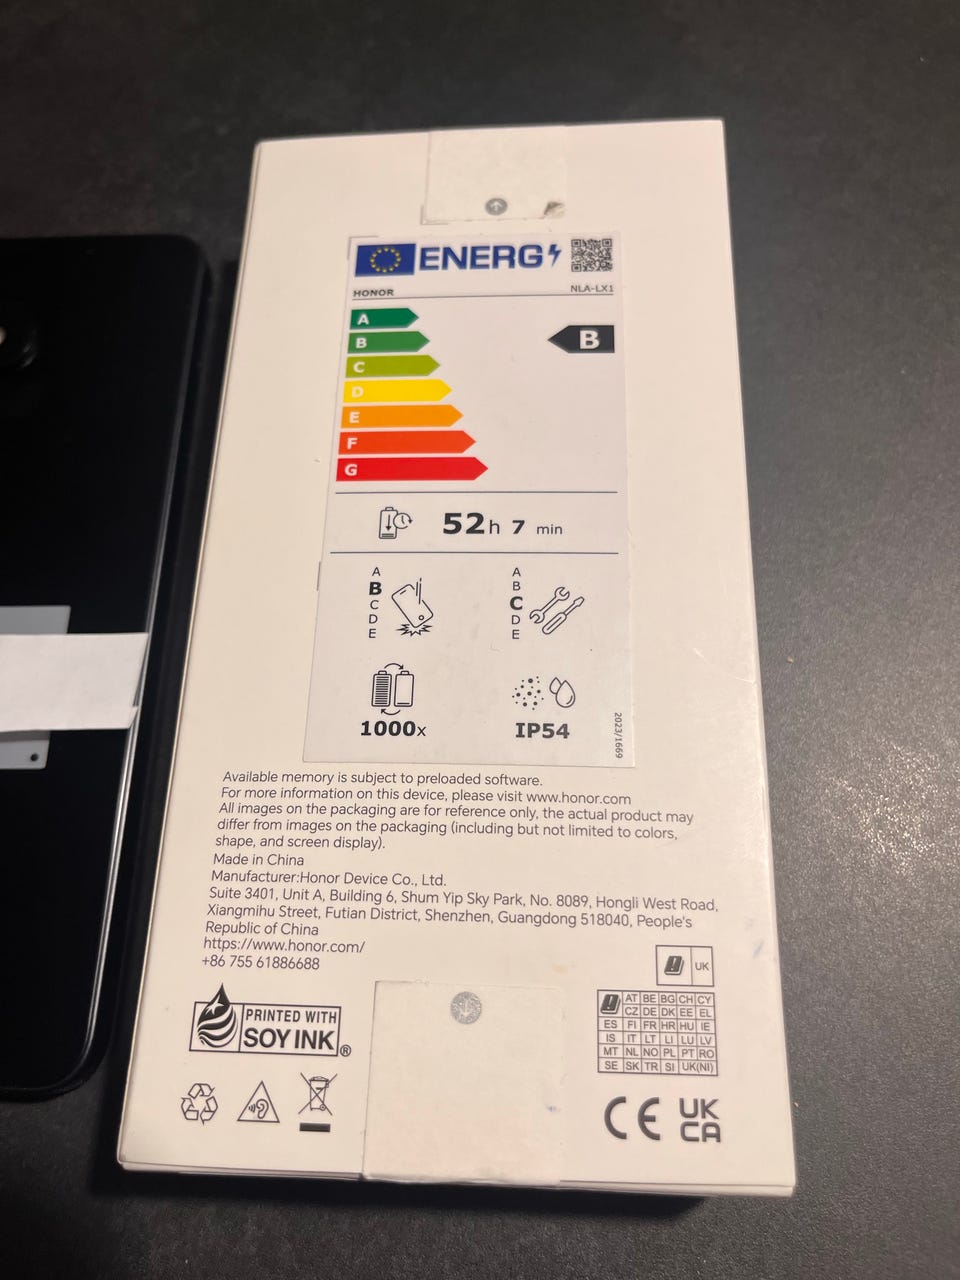 ENERG
HONOR NLA-LX1
A
B
B
C
D
E
F
G
52h 7 min
A
B
C
D
E
A
B
C
D
E
1000x
IP54
2023/1669
Available memory is subject to preloaded software.
For more information on this device, please visit www.honor.com
All images on the packaging are for reference only, the actual product may
differ from images on the packaging (including but not limited to colors,
shape, and screen display).
Made in China
Manufacturer:Honor Device Co., Ltd.
Suite 3401, Unit A, Building 6, Shum Yip Sky Park, No. 8089, Hongli West Road,
Xiangmihu Street, Futian District, Shenzhen, Guangdong 518040, People's
Republic of China
https://www.honor.com/
+86 755 61886688
UK
PRINTED WITH
SOY INK®
AT BE BG CH CY
CZ DE DK EE EL
ES FI FR HR HU IE
IS IT LT LI LU LV
MT NL NO PL PT RO
SE SK TR SI UK(NI)
CE UK
CA